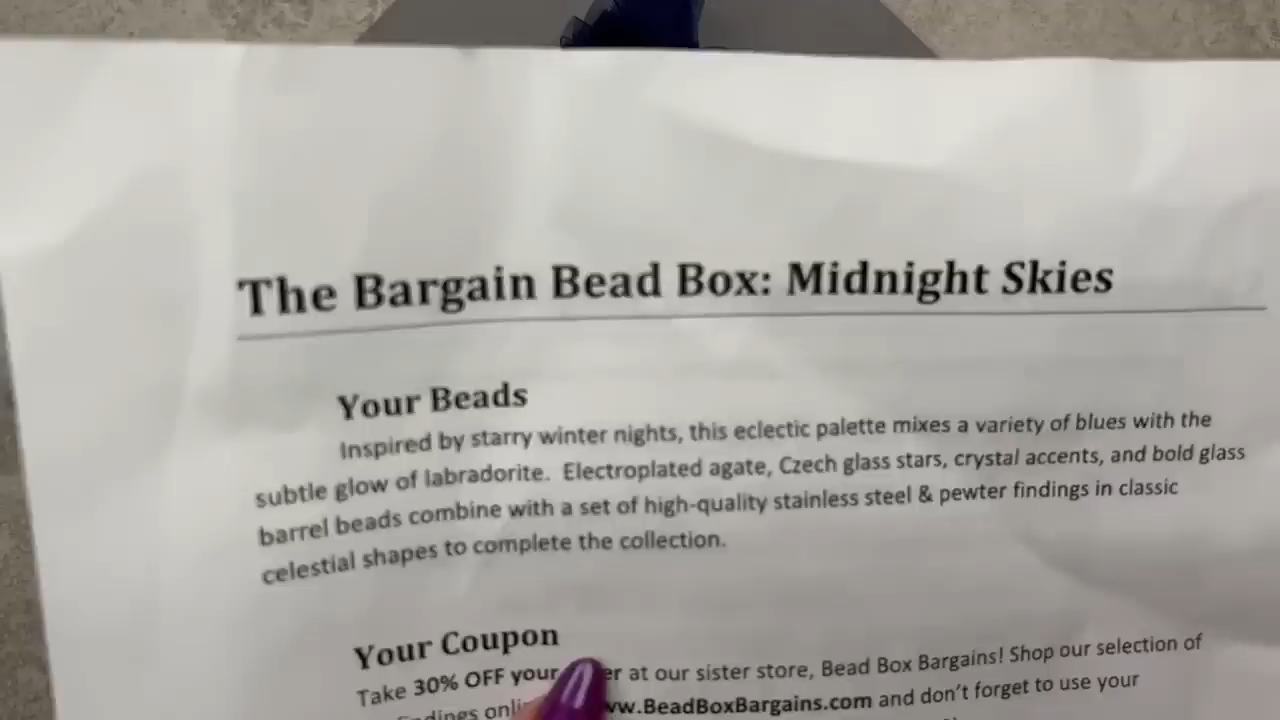 The Bargain Bead Box: Midnight Skies
Your Beads
Inspired by starry winter nights, this eclectic palette mixes a variety of blues with the
subtle glow of labradorite. Electroplated agate, Czech glass stars, crystal accents, and bold glass
barrel beads combine with a set of high-quality stainless steel & pewter findings in classic
celestial shapes to complete the collection.
Your Coupon
Take 30% OFF your at our sister store, Bead Box Bargains! Shop our selection of
and don't forget to use your